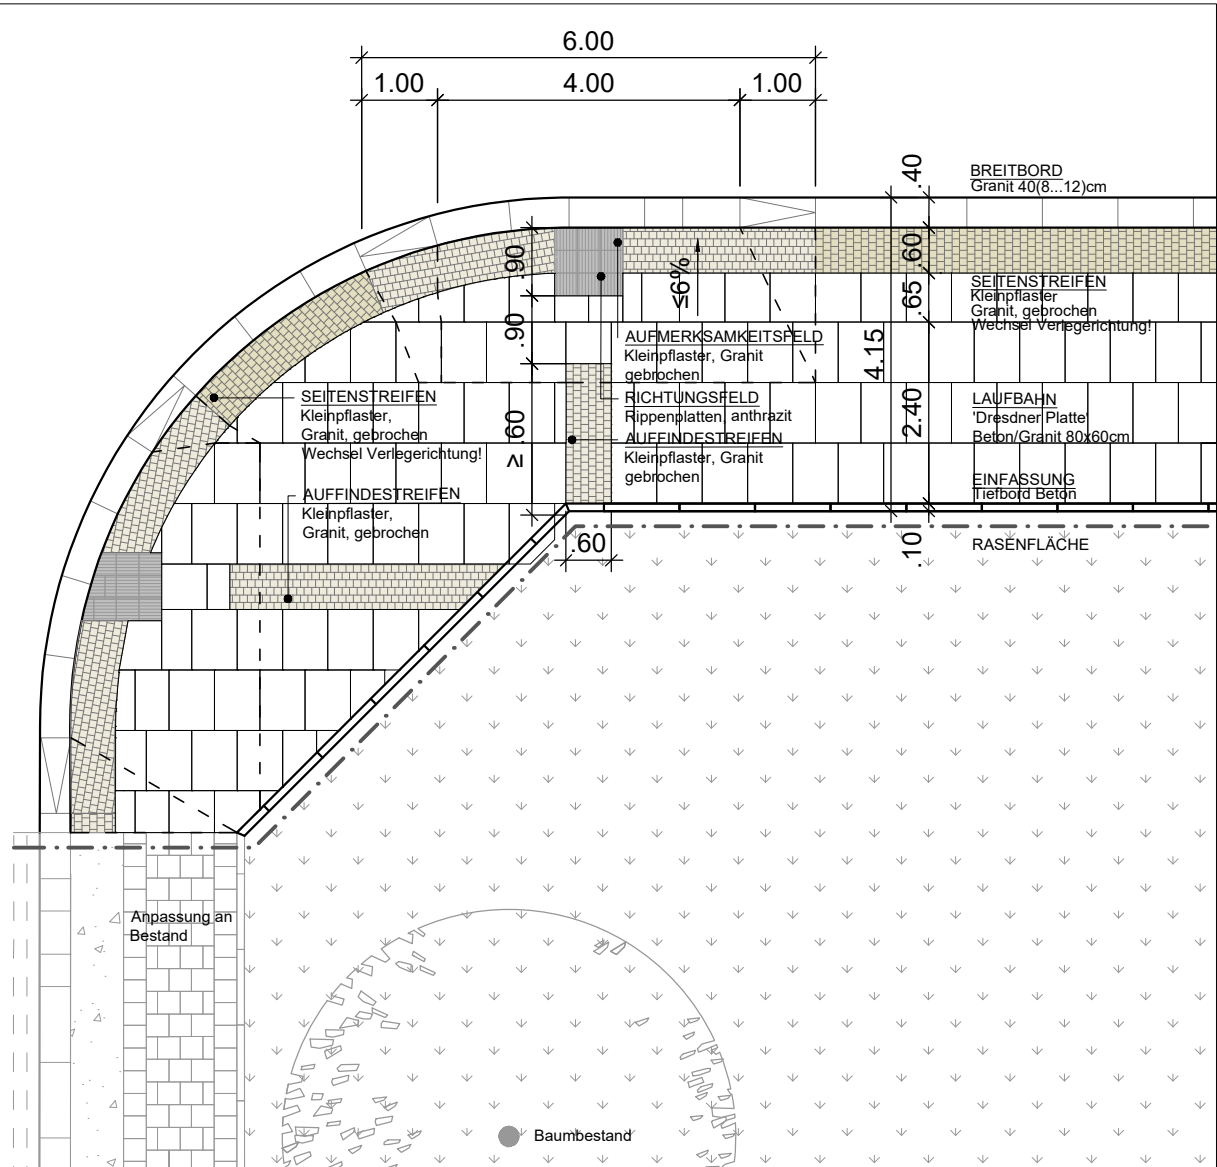 6.00
1.00
4.00
1.00
.40
BREITBORD
Granit 40(8...12)cm
.90
≤6%
.60
.65
SEITENSTREIFEN
Kleinpflaster
Granit, gebrochen
Wechsel Verlegerichtung!
.90
4.15
AUFMERKSAMKEITSFELD
Kleinpflaster, Granit
gebrochen
RICHTUNGSFELD
Rippenplatten, anthrazit
AUFFINDESTREIFEN
Kleinpflaster, Granit
gebrochen
2.40
LAUFBAHN
'Dresdner Platte'
Beton/Granit 80x60cm
SEITENSTREIFEN
Kleinpflaster,
Granit, gebrochen
Wechsel Verlegerichtung!
≥.60
EINFASSUNG
Tiefbord Beton
AUFFINDESTREIFEN
Kleinpflaster,
Granit, gebrochen
.60
.10
RASENFLÄCHE
Anpassung an
Bestand
Baumbestand